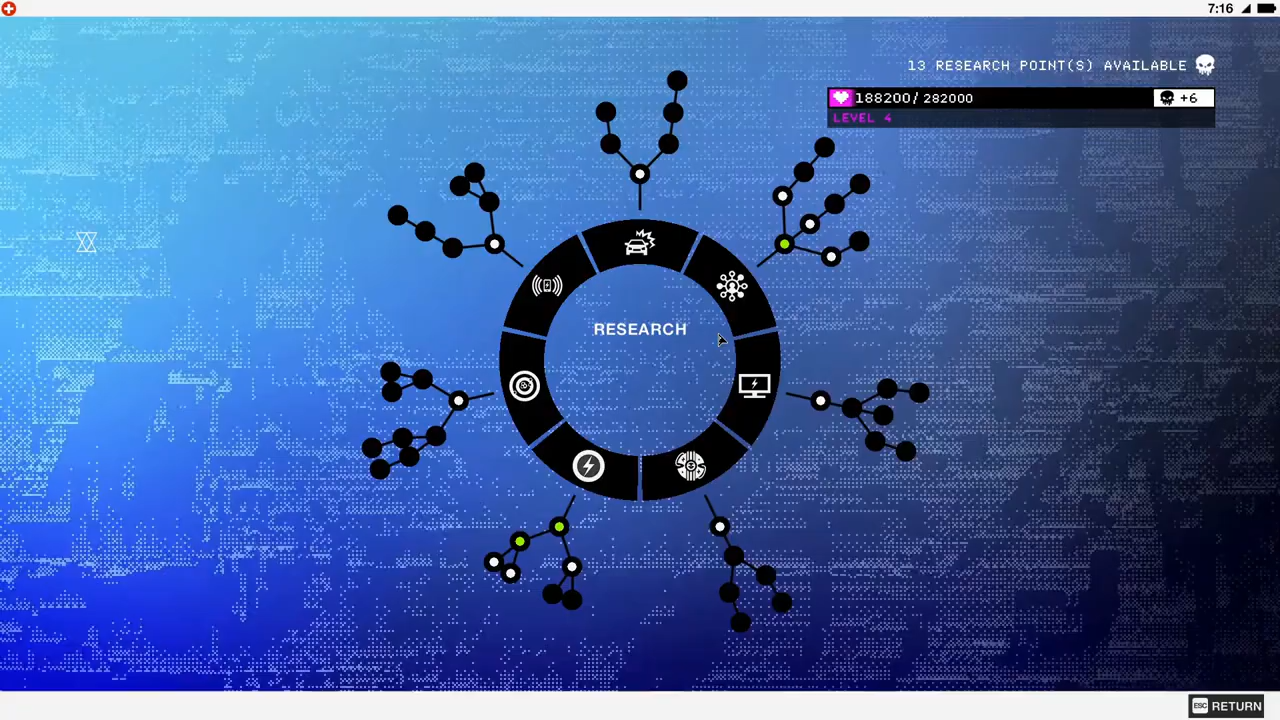 7:16
13 RESEARCH POINT(S) AVAILABLE
188200/ 282000
+6
LEVEL 4
RESEARCH
ESC RETURN